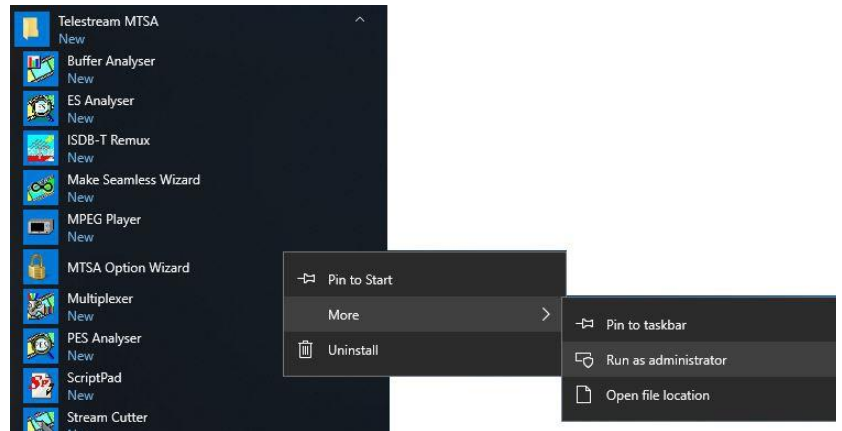 Telestream MTSA
New
Buffer Analyser
New
ES Analyser
New
ISDB-T Remux
New
Make Seamless Wizard
New
MPEG Player
New
MTSA Option Wizard
Multiplexer
New
PES Analyser
New
ScriptPad
New
Stream Cutter
Pin to Start
More
Uninstall
Pin to taskbar
Run as administrator
Open file location